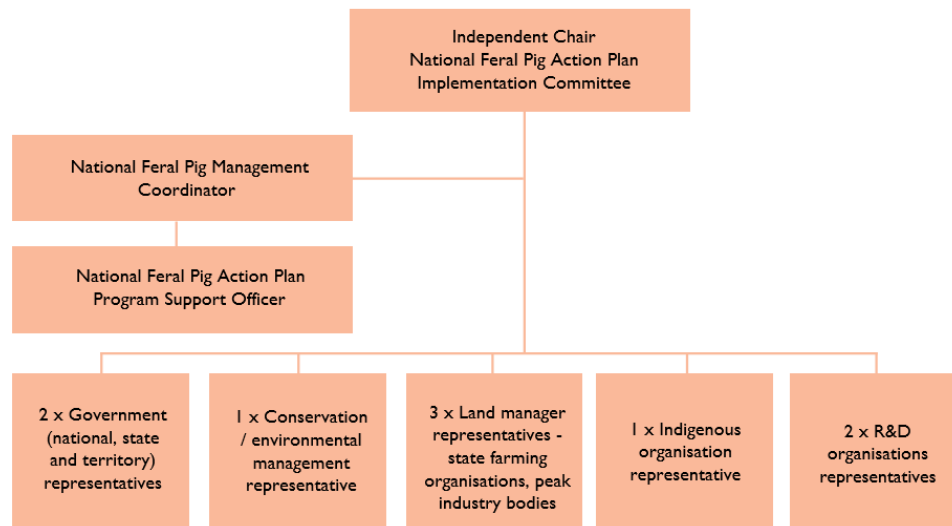 Independent Chair
National Feral Pig Action Plan
Implementation Committee
National Feral Pig Management
Coordinator
National Feral Pig Action Plan
Program Support Officer
2 x Government
(national, state
and territory)
representatives
1 x Conservation
/ environmental
management
representative
3 x Land manager
representatives -
state farming
organisations, peak
industry bodies
1 x Indigenous
organisation
representative
2 x R&D
organisations
representatives